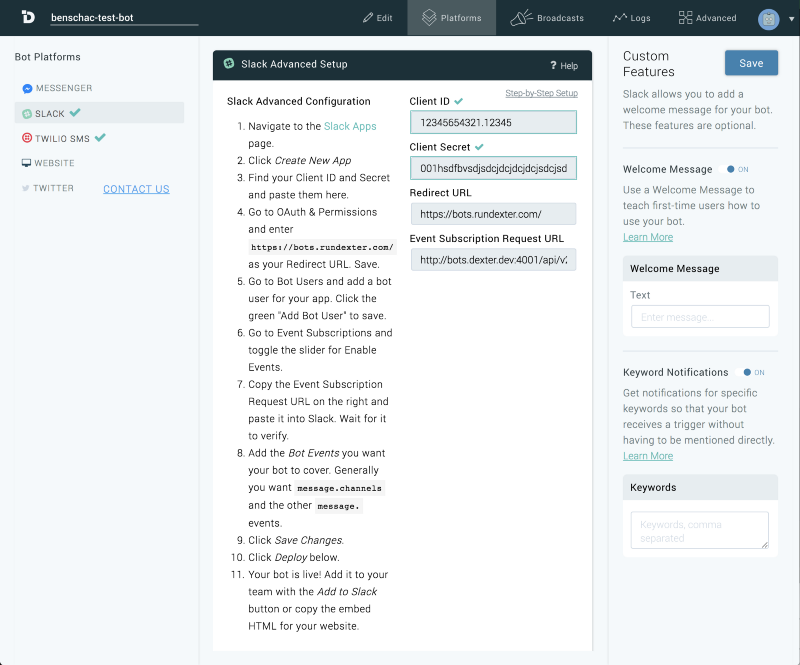 benschac-test-bot
Edit
Platforms
Broadcasts
Logs
Advanced
Bot Platforms
MESSENGER
SLACK
TWILIO SMS
WEBSITE
TWITTER
CONTACT US
Slack Advanced Setup
? Help
Slack Advanced Configuration
1. Navigate to the Slack Apps
page.
2. Click Create New App
3. Find your Client ID and Secret
and paste them here.
4. Go to OAuth & Permissions
and enter
https://bots.rundexter.com/
as your Redirect URL. Save.
5. Go to Bot Users and add a bot
user for your app. Click the
green "Add Bot User" to save.
6. Go to Event Subscriptions and
toggle the slider for Enable
Events.
7. Copy the Event Subscription
Request URL on the right and
paste it into Slack. Wait for it
to verify.
8. Add the Bot Events you want
your bot to cover. Generally
you want message.channels
and the other message.
events.
9. Click Save Changes.
10. Click Deploy below.
11. Your bot is live! Add it to your
team with the Add to Slack
button or copy the embed
HTML for your website.
Step-by-Step Setup
Client ID
12345654321.12345
Client Secret
001hsdfbvsdjsdcjdcjdcjdcjsdcjsd
Redirect URL
https://bots.rundexter.com/
Event Subscription Request URL
http://bots.dexter.dev:4001/api/v2
Custom
Features
Save
Slack allows you to add a
welcome message for your bot.
These features are optional.
Welcome Message ON
Use a Welcome Message to
teach first-time users how to
use your bot.
Learn More
Welcome Message
Text
Enter message...
Keyword Notifications ON
Get notifications for specific
keywords so that your bot
receives a trigger without
having to be mentioned directly.
Learn More
Keywords
Keywords, comma
separated